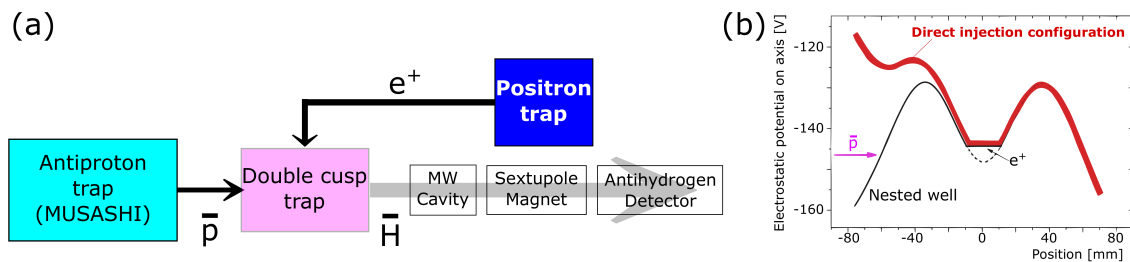 (a)
e+
Positron
trap
Antiproton
trap
(MUSASHI)
p̅
Double cusp
trap
H̅
MW
Cavity
Sextupole
Magnet
Antihydrogen
Detector
(b)
Electrostatic potential on axis [V]
-120
-140
-160
Direct injection configuration
p̅
e+
Nested well
-80
-40
0
40
80
Position [mm]